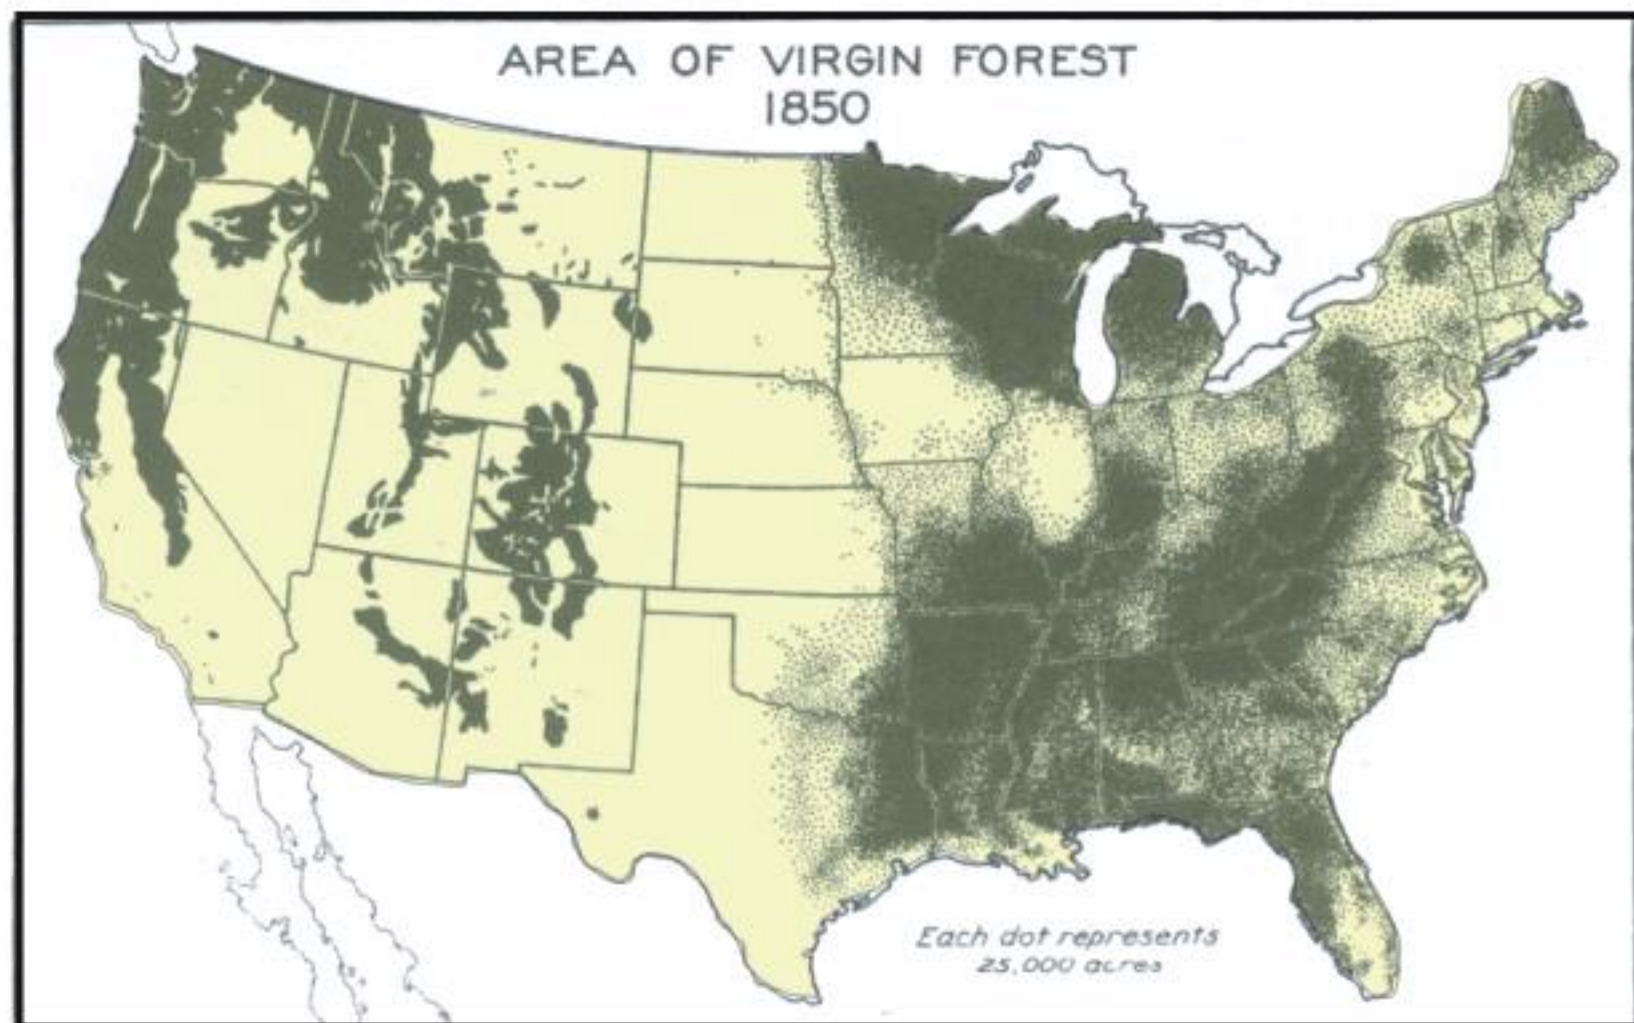 AREA OF VIRGIN FOREST
1850
Each dot represents
25,000 acres